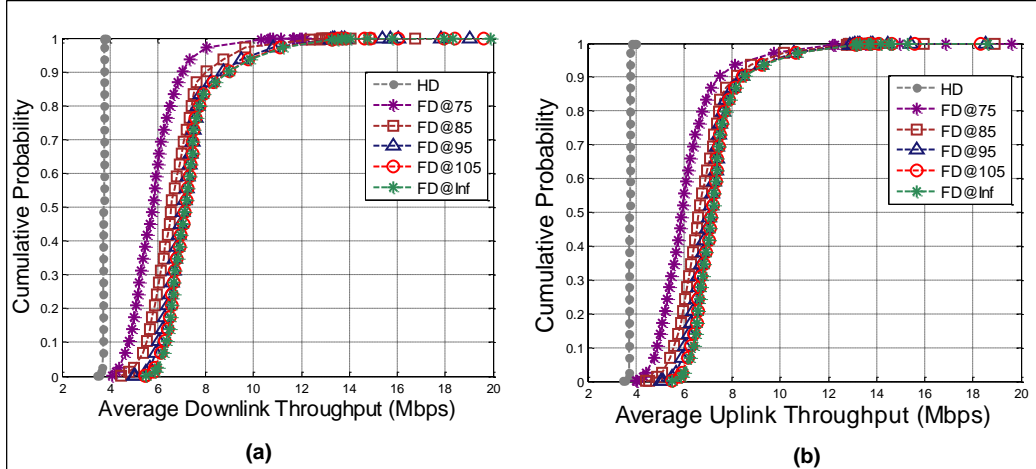 Cumulative Probability
1
0.9
0.8
0.7
0.6
0.5
0.4
0.3
0.2
0.1
0
2 4 6 8 10 12 14 16 18 20
Average Downlink Throughput (Mbps)
HD
FD@75
FD@85
FD@95
FD@105
FD@Inf
(a)
Cumulative Probability
1
0.9
0.8
0.7
0.6
0.5
0.4
0.3
0.2
0.1
0
2 4 6 8 10 12 14 16 18 20
Average Uplink Throughput (Mbps)
HD
FD@75
FD@85
FD@95
FD@105
FD@Inf
(b)